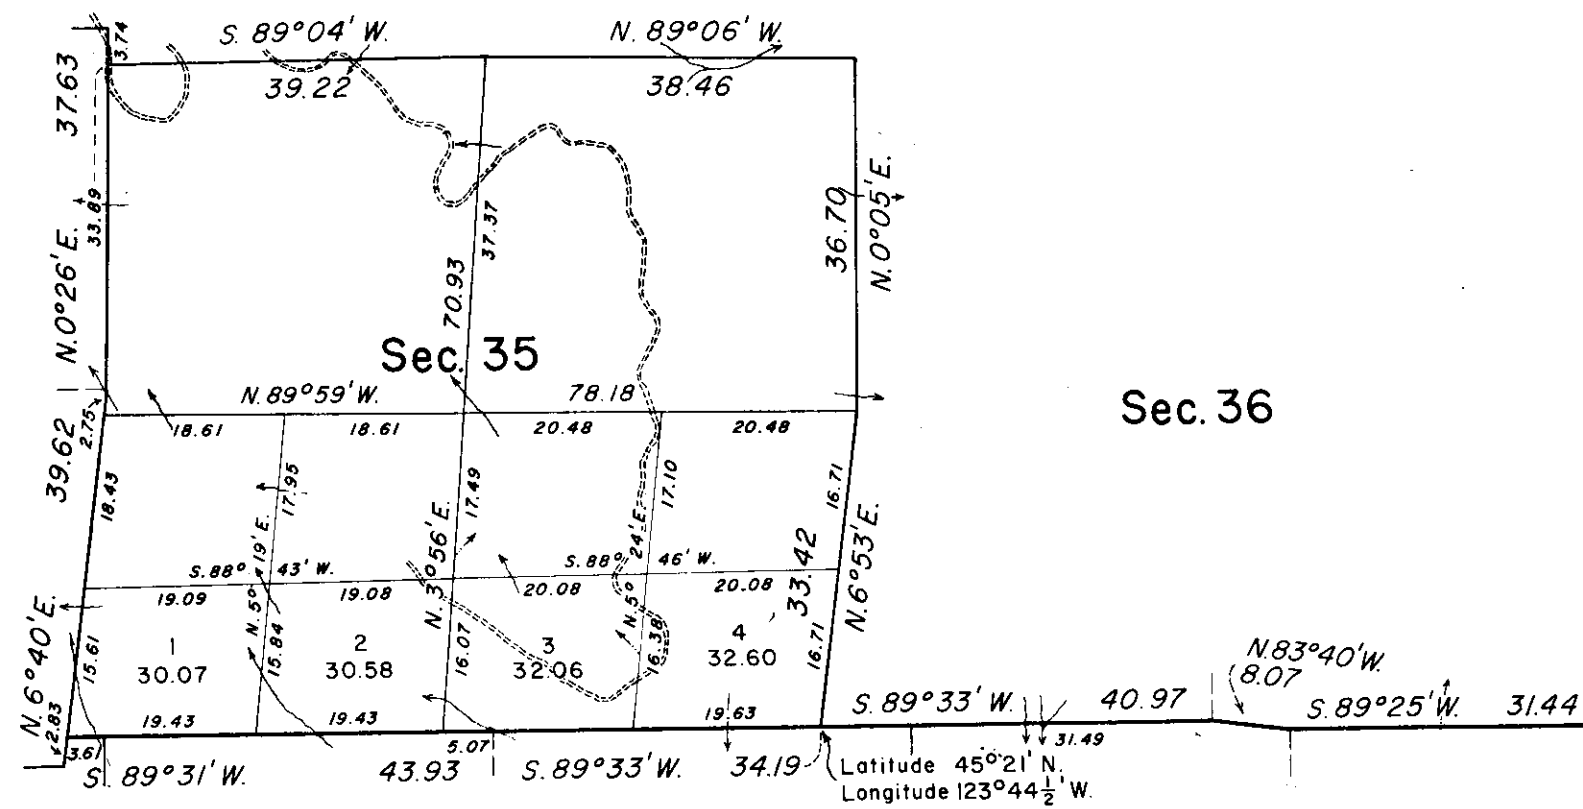 S. 89°04' W.
N. 89°06' W.
3.74
37.63
39.22
38.46
33.89
N. 0°26' E.
37.37
70.93
36.70
N. 0°05' E.
Sec. 35
Sec. 36
N. 89°59' W.
78.18
39.62
2.75
18.61
18.61
20.48
20.48
18.43
17.95
17.49
17.10
16.71
N. 3°56' E.
N. 5° 19' E.
N. 5° 24' E.
33.42
N. 6°53' E.
S. 88° 43' W.
S. 88° 46' W.
19.09
19.08
20.08
20.08
N. 6°40' E.
15.61
1
30.07
15.84
2
30.58
16.07
3
32.06
16.38
4
32.60
16.71
N. 83°40' W.
8.07
2.83
19.43
19.43
19.63
S. 89°33' W.
40.97
S. 89°25' W.
31.44
3.61
5.07
31.49
S. 89°31' W.
43.93
S. 89°33' W.
34.19
Latitude 45°21' N.
Longitude 123°44½' W.